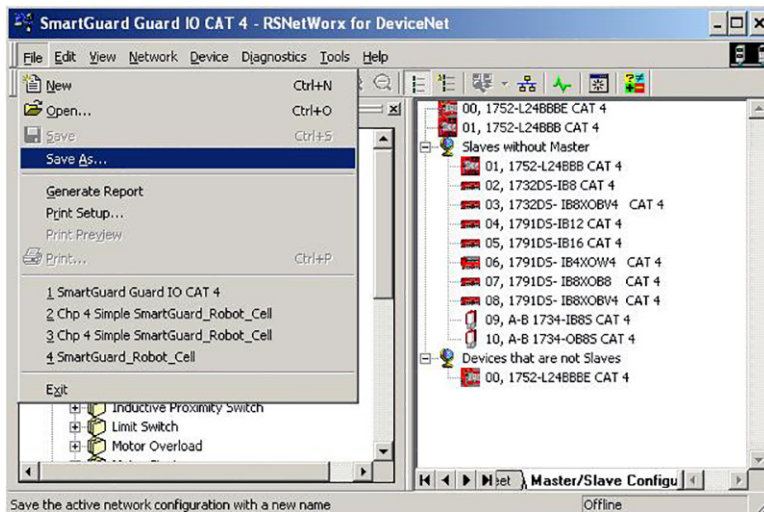 SmartGuard Guard IO CAT 4 - RSNetWorx for DeviceNet
File Edit View Network Device Diagnostics Tools Help
New Ctrl+N
Open... Ctrl+O
Save Ctrl+S
Save As...
Generate Report
Print Setup...
Print Preview
Print... Ctrl+P
1 SmartGuard Guard IO CAT 4
2 Chp 4 Simple SmartGuard_Robot_Cell
3 Chp 4 Simple SmartGuard_Robot_Cell
4 SmartGuard_Robot_Cell
Exit
Inductive Proximity Switch
Limit Switch
Motor Overload
00, 1752-L24BBBE CAT 4
01, 1752-L24BBB CAT 4
Slaves without Master
01, 1752-L24BBB CAT 4
02, 1732DS-IB8 CAT 4
03, 1732DS- IB8XOBV4 CAT 4
04, 1791DS-IB12 CAT 4
05, 1791DS-IB16 CAT 4
06, 1791DS- IB4XOW4 CAT 4
07, 1791DS- IB8XOB8 CAT 4
08, 1791DS- IB8XOBV4 CAT 4
09, A-B 1734-IB8S CAT 4
10, A-B 1734-OB8S CAT 4
Devices that are not Slaves
00, 1752-L24BBBE CAT 4
Master/Slave Configu
Save the active network configuration with a new name
Offline